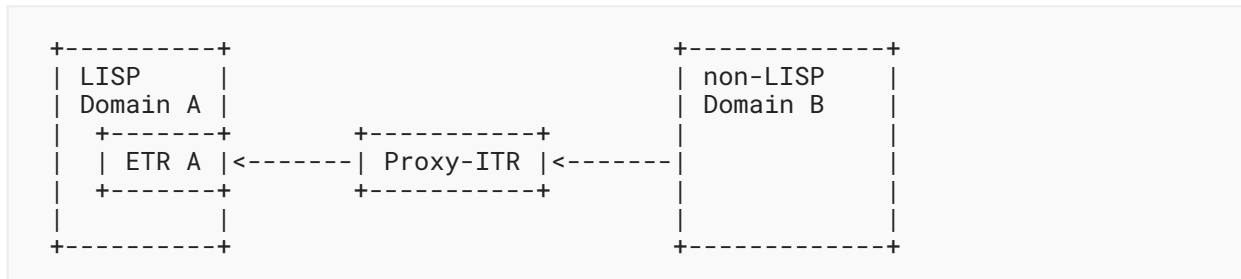 LISP non-LISP
Domain A Domain B
ETR A Proxy-ITR